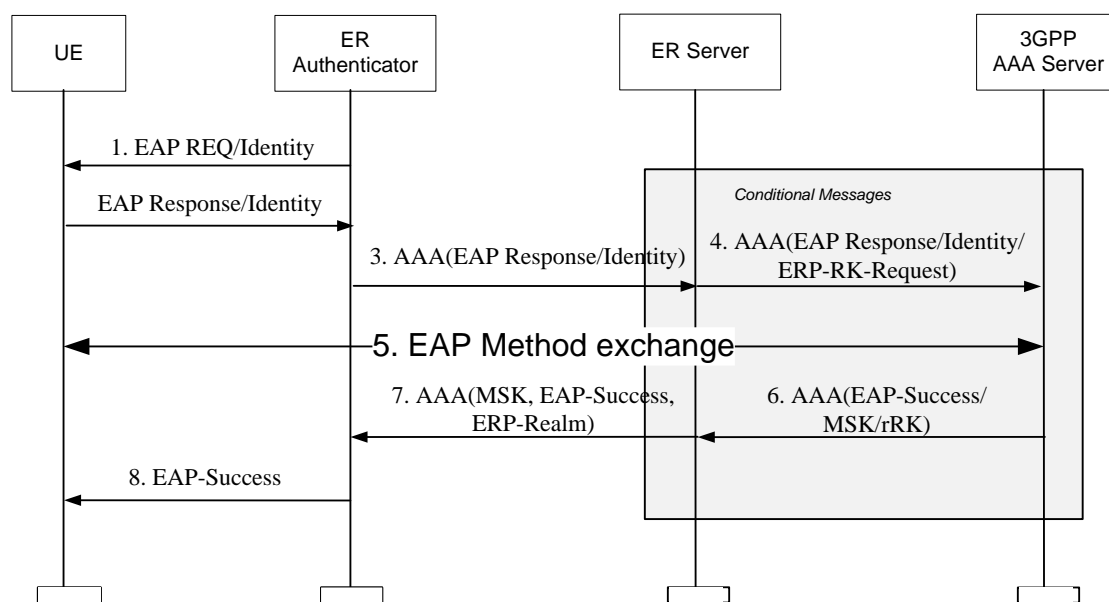 UE
ER
Authenticator
ER Server
3GPP
AAA Server
1. EAP REQ/Identity
Conditional Messages
EAP Response/Identity
3. AAA(EAP Response/Identity)
4. AAA(EAP Response/Identity/
ERP-RK-Request)
5. EAP Method exchange
7. AAA(MSK, EAP-Success,
ERP-Realm)
6. AAA(EAP-Success/
MSK/rRK)
8. EAP-Success